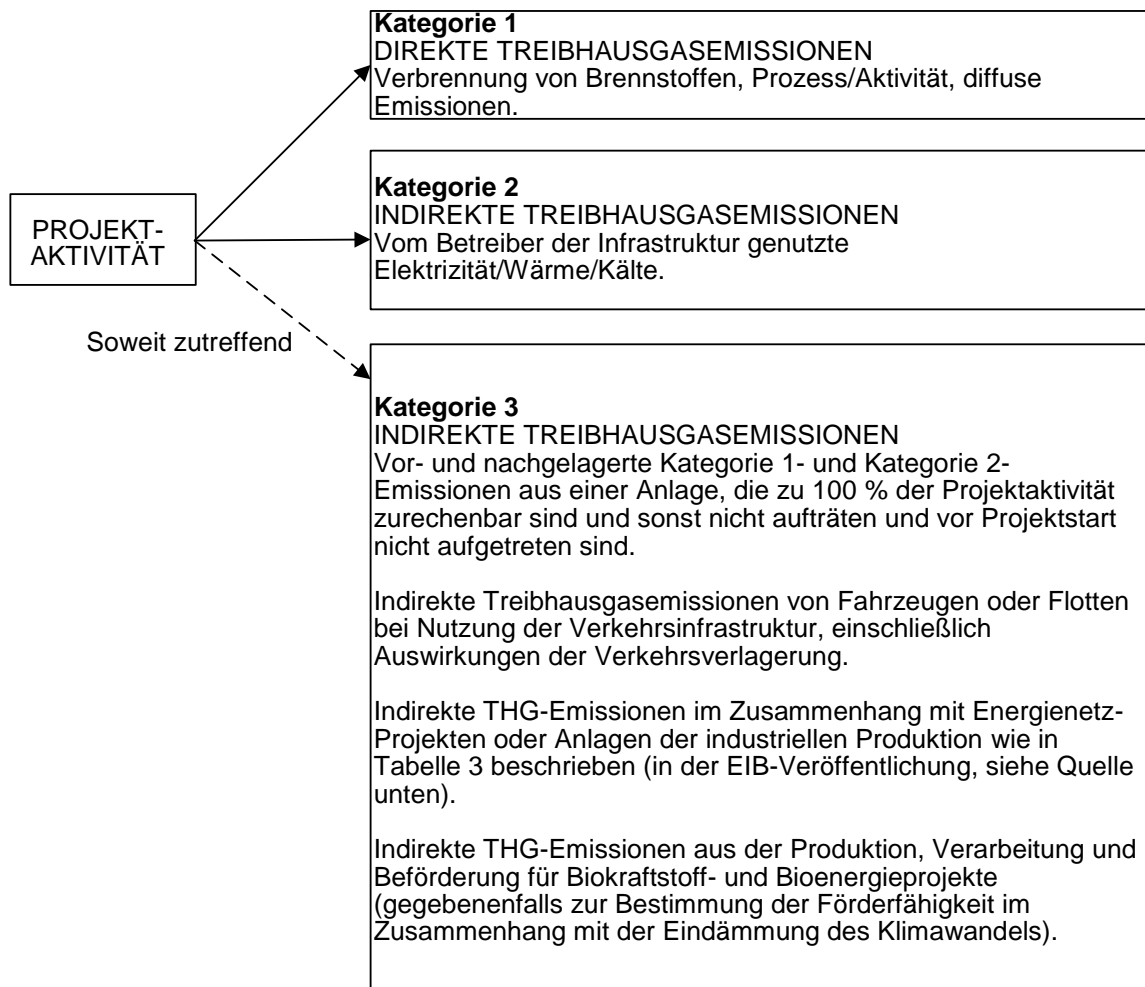 Kategorie 1
DIREKTE TREIBHAUSGASEMISSIONEN
Verbrennung von Brennstoffen, Prozess/Aktivität, diffuse
Emissionen.
Kategorie 2
INDIREKTE TREIBHAUSGASEMISSIONEN
Vom Betreiber der Infrastruktur genutzte
Elektrizität/Wärme/Kälte.
PROJEKT-
AKTIVITÄT
Soweit zutreffend
Kategorie 3
INDIREKTE TREIBHAUSGASEMISSIONEN
Vor- und nachgelagerte Kategorie 1- und Kategorie 2-
Emissionen aus einer Anlage, die zu 100 % der Projektaktivität
zurechenbar sind und sonst nicht aufträten und vor Projektstart
nicht aufgetreten sind.
Indirekte Treibhausgasemissionen von Fahrzeugen oder Flotten
bei Nutzung der Verkehrsinfrastruktur, einschließlich
Auswirkungen der Verkehrsverlagerung.
Indirekte THG-Emissionen im Zusammenhang mit Energienetz-
Projekten oder Anlagen der industriellen Produktion wie in
Tabelle 3 beschrieben (in der EIB-Veröffentlichung, siehe Quelle
unten).
Indirekte THG-Emissionen aus der Produktion, Verarbeitung und
Beförderung für Biokraftstoff- und Bioenergieprojekte
(gegebenenfalls zur Bestimmung der Förderfähigkeit im
Zusammenhang mit der Eindämmung des Klimawandels).